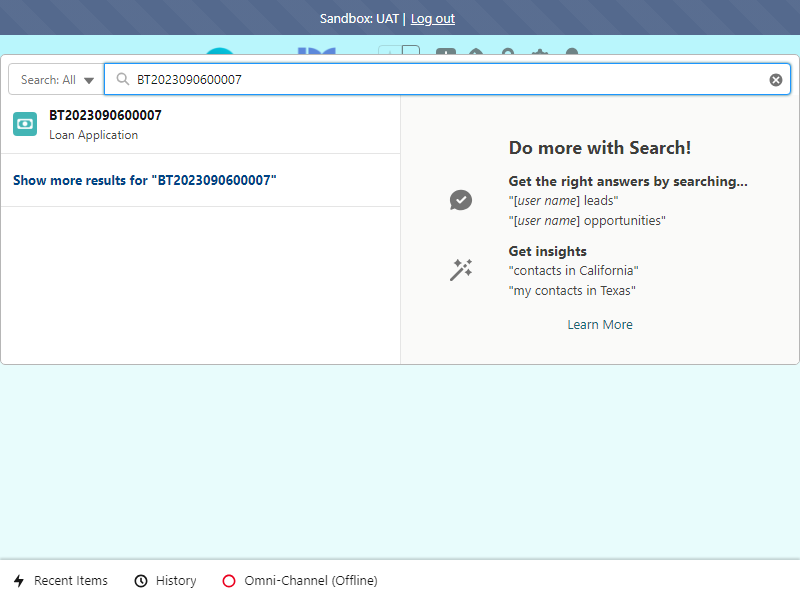 Sandbox: UAT | Log out
Search: All
BT2023090600007
BT2023090600007
Loan Application
Show more results for "BT2023090600007"
Do more with Search!
Get the right answers by searching...
"[user name] leads"
"[user name] opportunities"
Get insights
"contacts in California"
"my contacts in Texas"
Learn More
Recent Items
History
Omni-Channel (Offline)